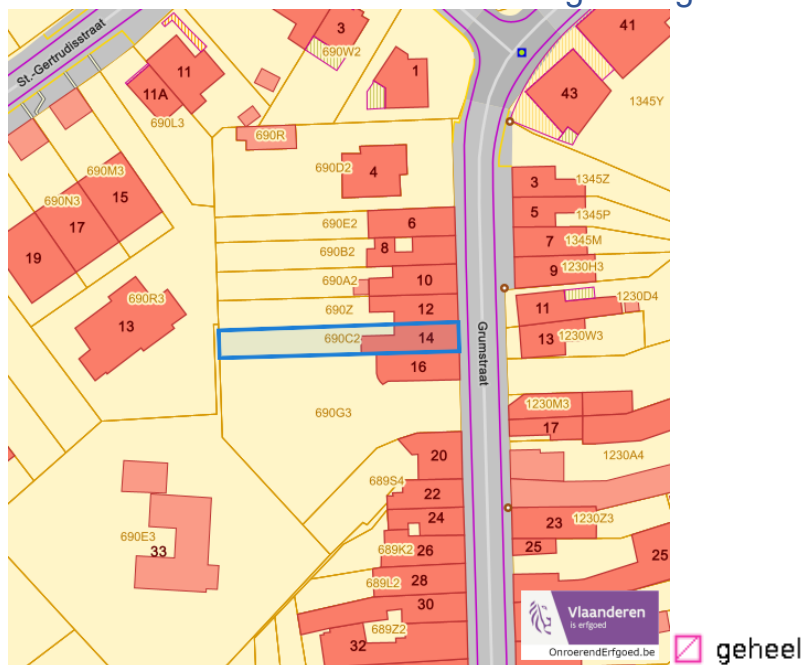 St.-Gertrudisstraat
3
690W2
41
11
1
11A
43
690L3
1345Y
690R
690M3
690D2
4
3
1345Z
690N3
15
5
1345P
17
690E2
6
19
8
7
1345M
690B2
9
1230H3
690A2
10
690R3
690Z
12
11
1230D4
13
690C2
14
13
1230W3
Grumstraat
16
690G3
1230M3
17
20
1230A4
689S4
22
24
23
1230Z3
690E3
33
689K2
26
25
25
689L2
28
30
689Z2
32
Vlaanderen
is erfgoed
OnroerendErfgoed.be
geheel